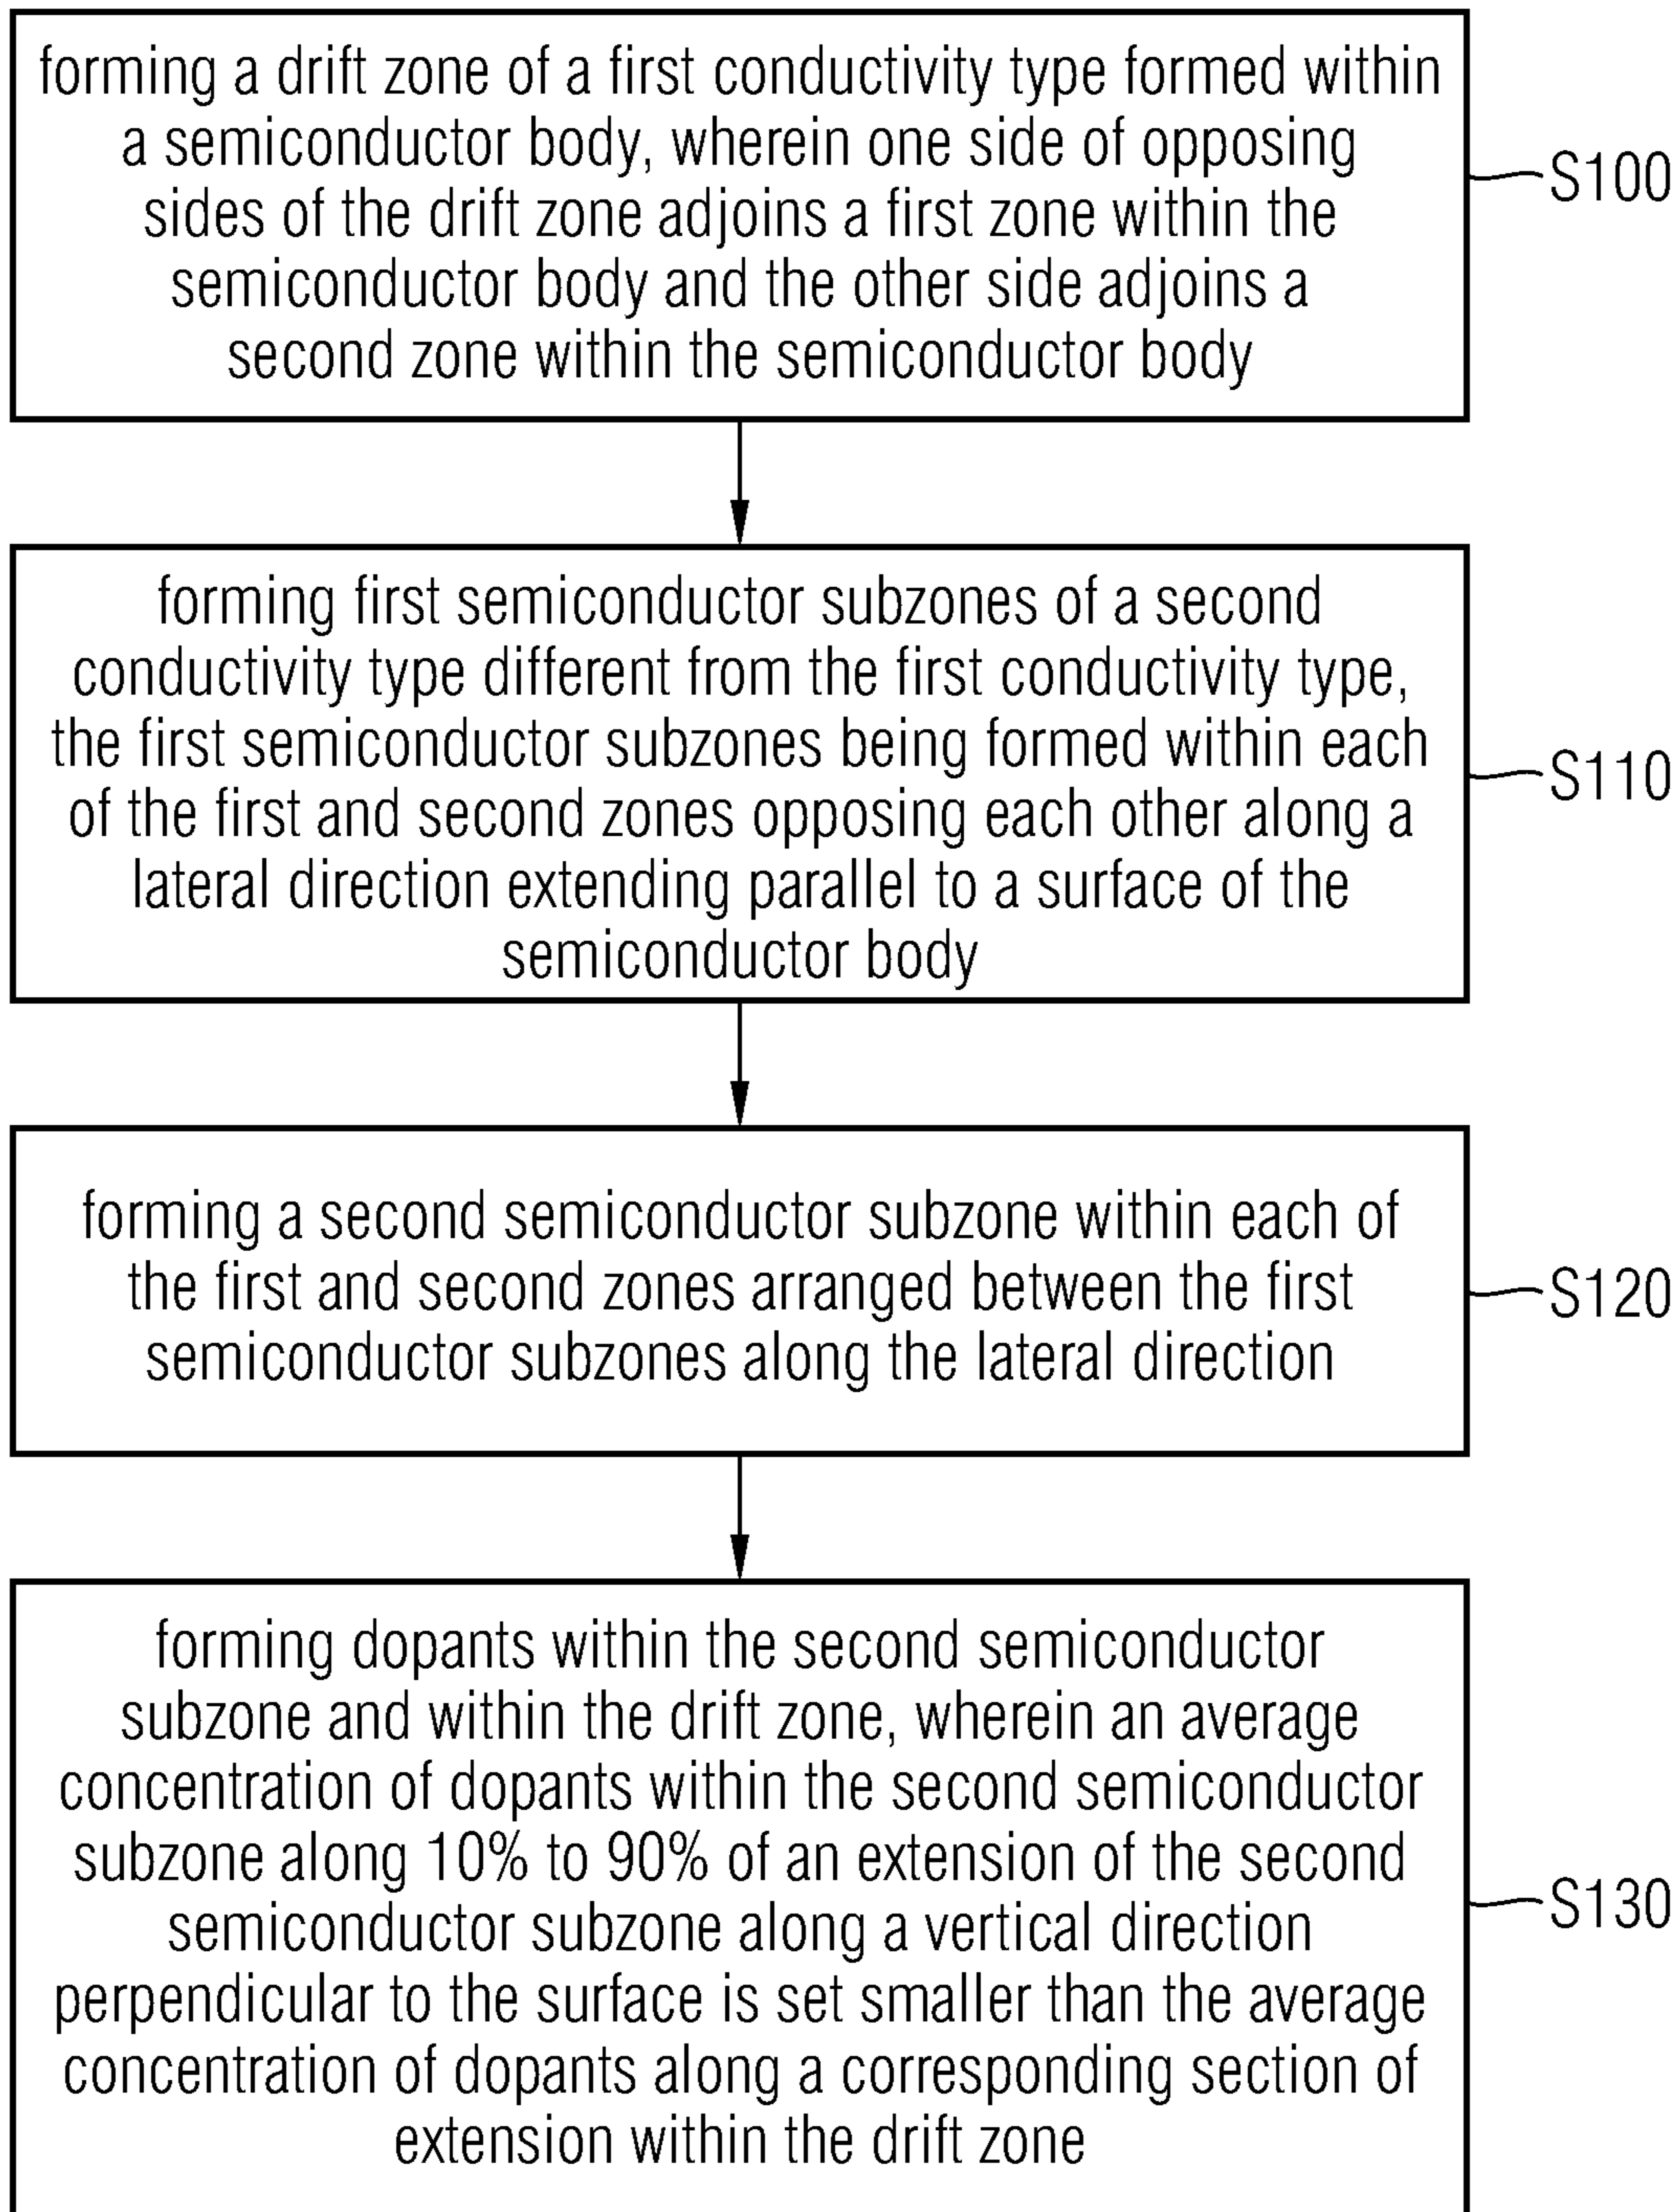 forming a drift zone of a first conductivity type formed within
a semiconductor body, wherein one side of opposing
sides of the drift zone adjoins a first zone within the
semiconductor body and the other side adjoins a
second zone within the semiconductor body
S100
forming first semiconductor subzones of a second
conductivity type different from the first conductivity type,
the first semiconductor subzones being formed within each
of the first and second zones opposing each other along a
lateral direction extending parallel to a surface of the
semiconductor body
S110
forming a second semiconductor subzone within each of
the first and second zones arranged between the first
semiconductor subzones along the lateral direction
S120
forming dopants within the second semiconductor
subzone and within the drift zone, wherein an average
concentration of dopants within the second semiconductor
subzone along 10% to 90% of an extension of the second
semiconductor subzone along a vertical direction
perpendicular to the surface is set smaller than the average
concentration of dopants along a corresponding section of
extension within the drift zone
S130